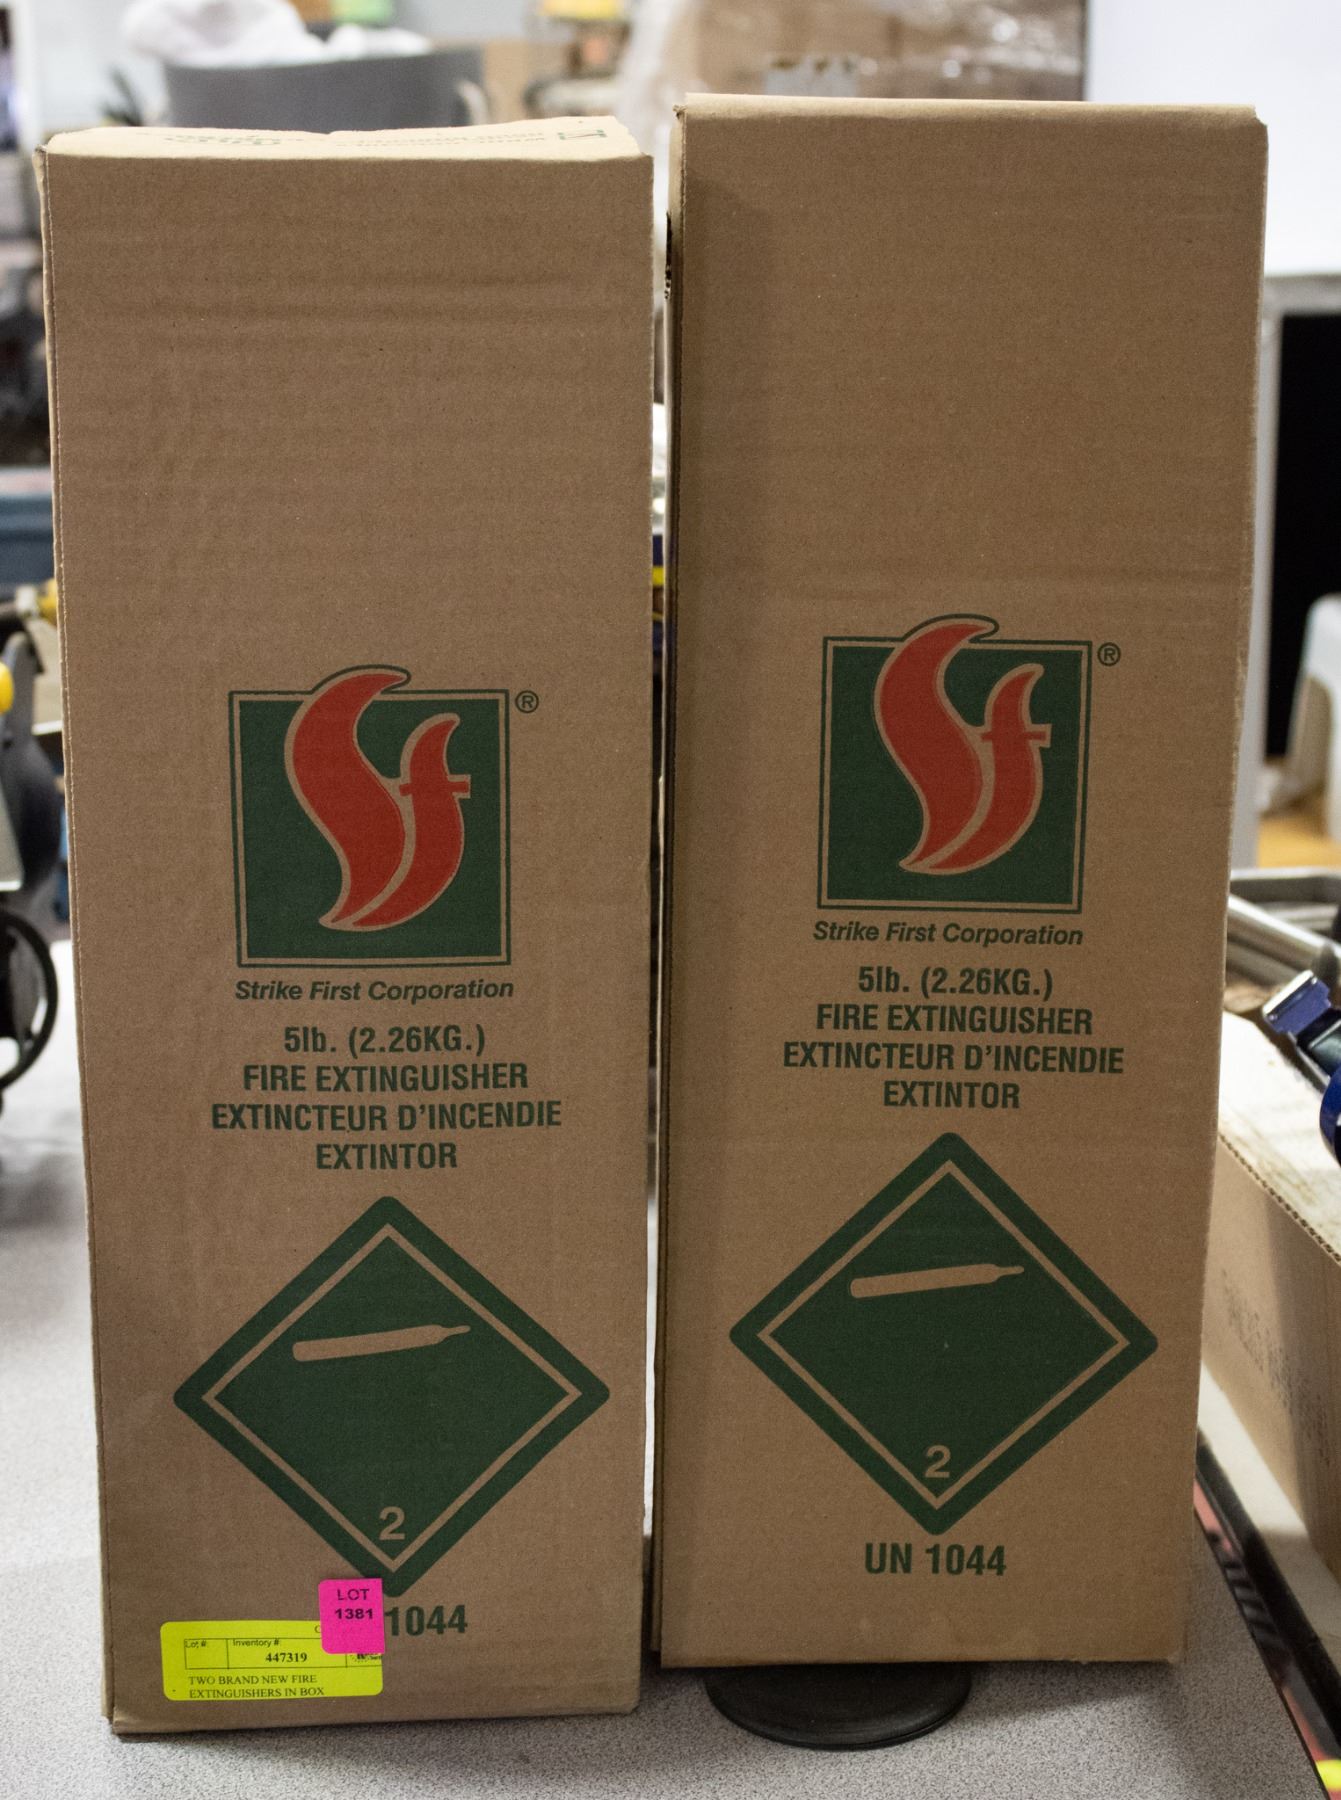 ®
Strike First Corporation
5lb. (2.26KG.)
FIRE EXTINGUISHER
EXTINCTEUR D'INCENDIE
EXTINTOR
2
1044
LOT
1381
Lot #:
Inventory #:
447319
TWO BRAND NEW FIRE
EXTINGUISHERS IN BOX
®
Strike First Corporation
5lb. (2.26KG.)
FIRE EXTINGUISHER
EXTINCTEUR D'INCENDIE
EXTINTOR
2
UN 1044